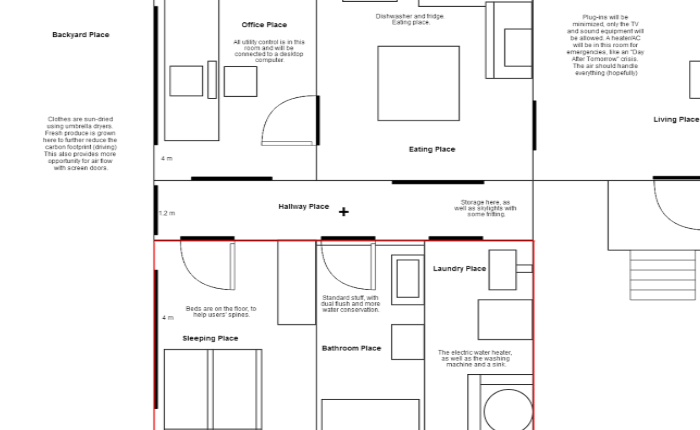 Backyard Place
Clothes are sun-dried
using umbrella dryers.
Fresh produce is grown
here to further reduce the
carbon footprint (driving)
This also provides more
opportunity for air flow
with screen doors.
Office Place
All utility control is in this
room and will be
connected to a desktop
computer.
4 m
Dishwasher and fridge.
Eating place.
Eating Place
Plug-ins will be
minimized, only the TV
and sound equipment will
be allowed. A heater/AC
will be in this room for
emergencies, like an "Day
After Tomorrow" crisis.
The air should handle
everything (hopefully)
Living Place
1.2 m
Hallway Place
Storage here, as
well as skylights with
some fritting.
4 m
Beds are on the floor, to
help users' spines.
Sleeping Place
Standard stuff, with
dual flush and more
water conservation.
Bathroom Place
Laundry Place
The electric water heater,
as well as the washing
machine and a sink.